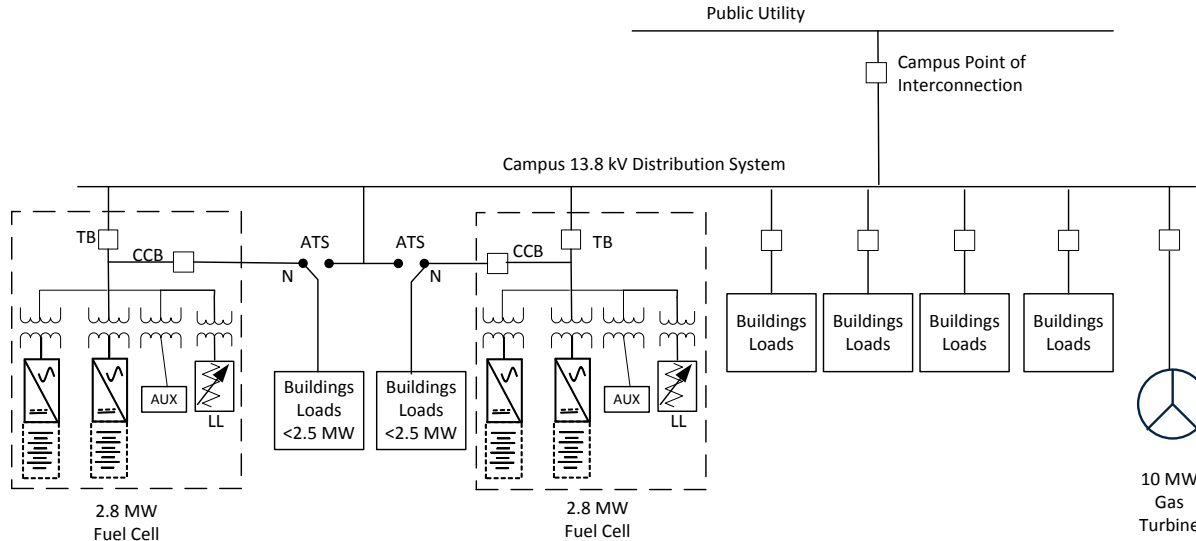 Public Utility
Campus Point of
Interconnection
Campus 13.8 kV Distribution System
TB
CCB
ATS
ATS
CCB
TB
N
N
Buildings
Loads
Buildings
Loads
Buildings
Loads
Buildings
Loads
AUX
LL
Buildings
Loads
<2.5 MW
Buildings
Loads
<2.5 MW
AUX
LL
2.8 MW
Fuel Cell
2.8 MW
Fuel Cell
10 MW
Gas
Turbine